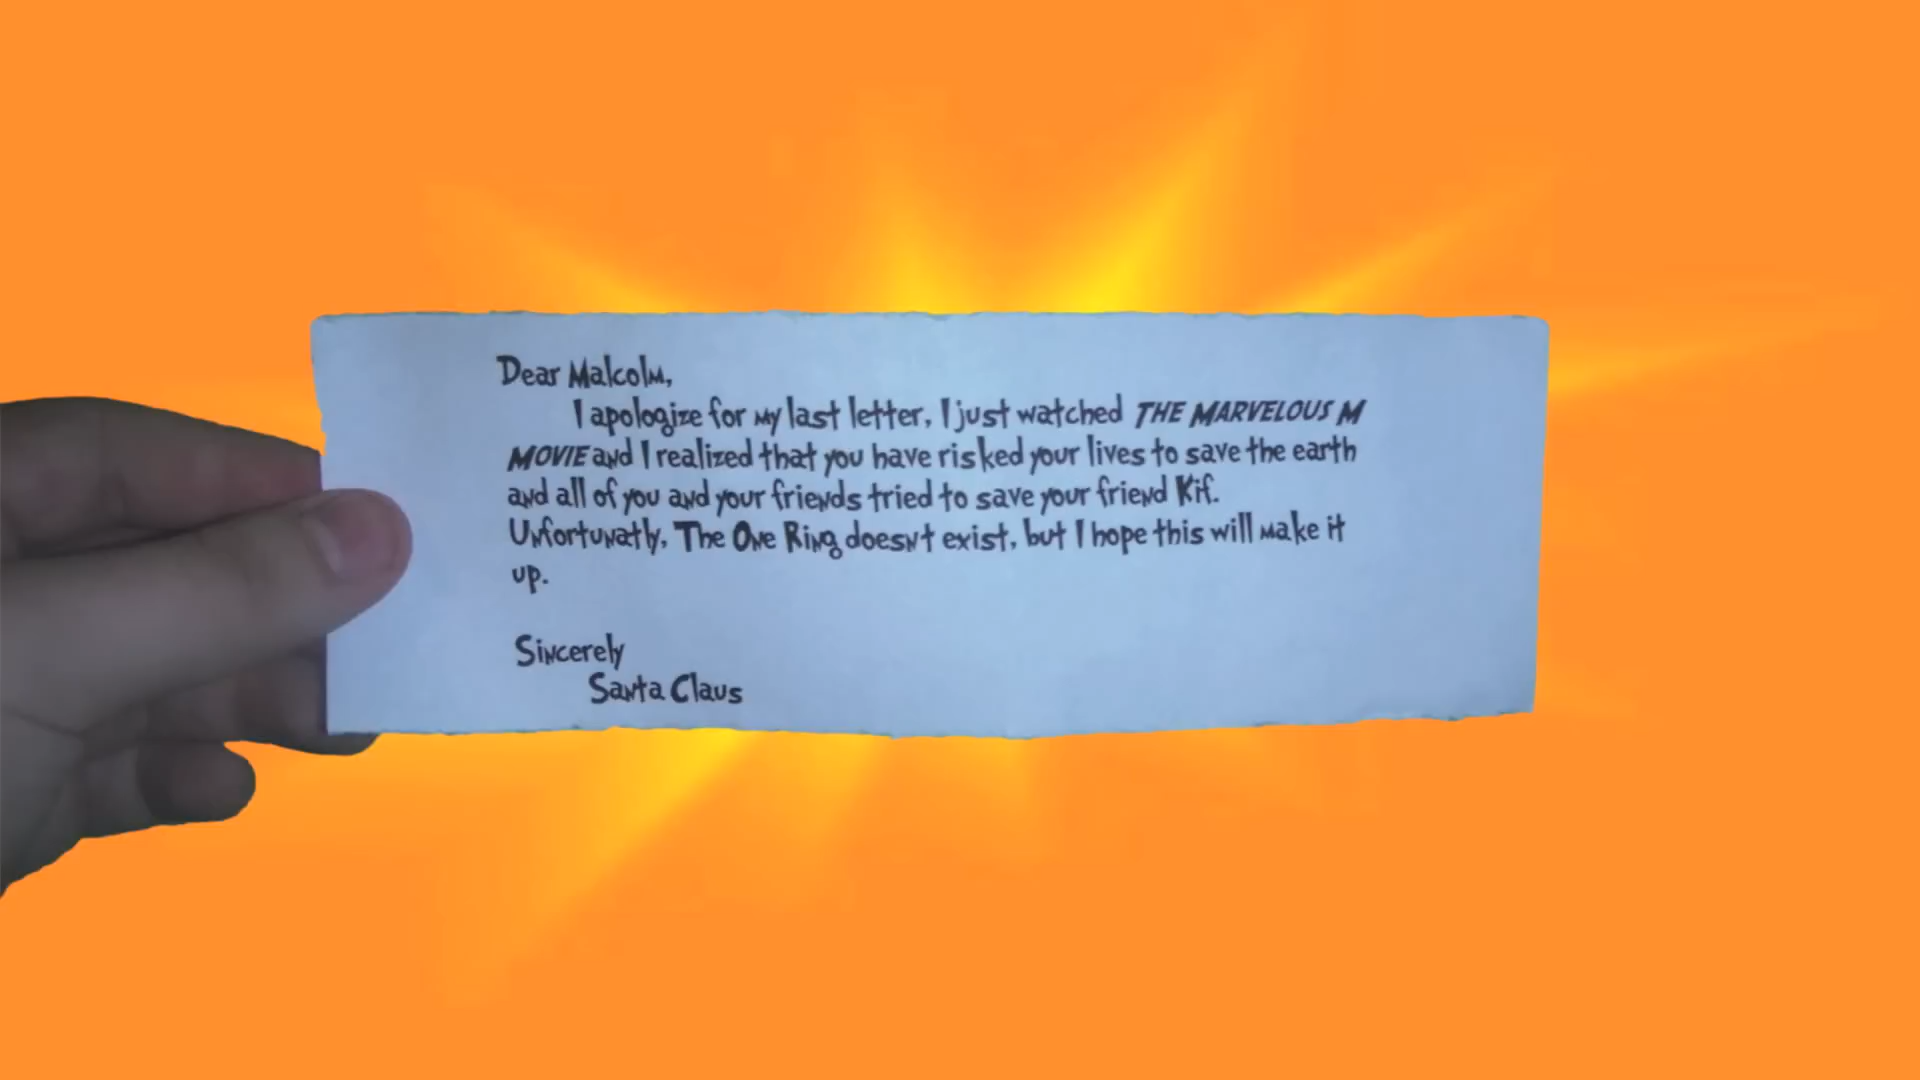 Dear Malcolm,
I apologize for my last letter, I just watched THE MARVELOUS M
MOVIE and I realized that you have risked your lives to save the earth
and all of you and your friends tried to save your friend Kif.
Unfortunatly, The One Ring doesn't exist, but I hope this will make it
up.
Sincerely
Santa Claus